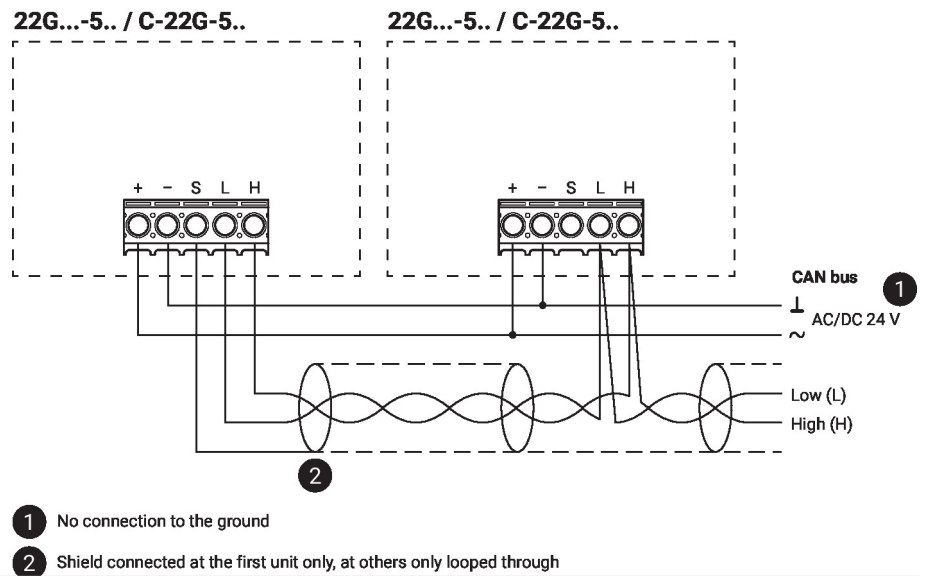 22G...-5.. / C-22G-5..
22G...-5.. / C-22G-5..
+ − S L H
+ − S L H
CAN bus
1
⊥
AC/DC 24 V
~
Low (L)
High (H)
2
1 No connection to the ground
2 Shield connected at the first unit only, at others only looped through